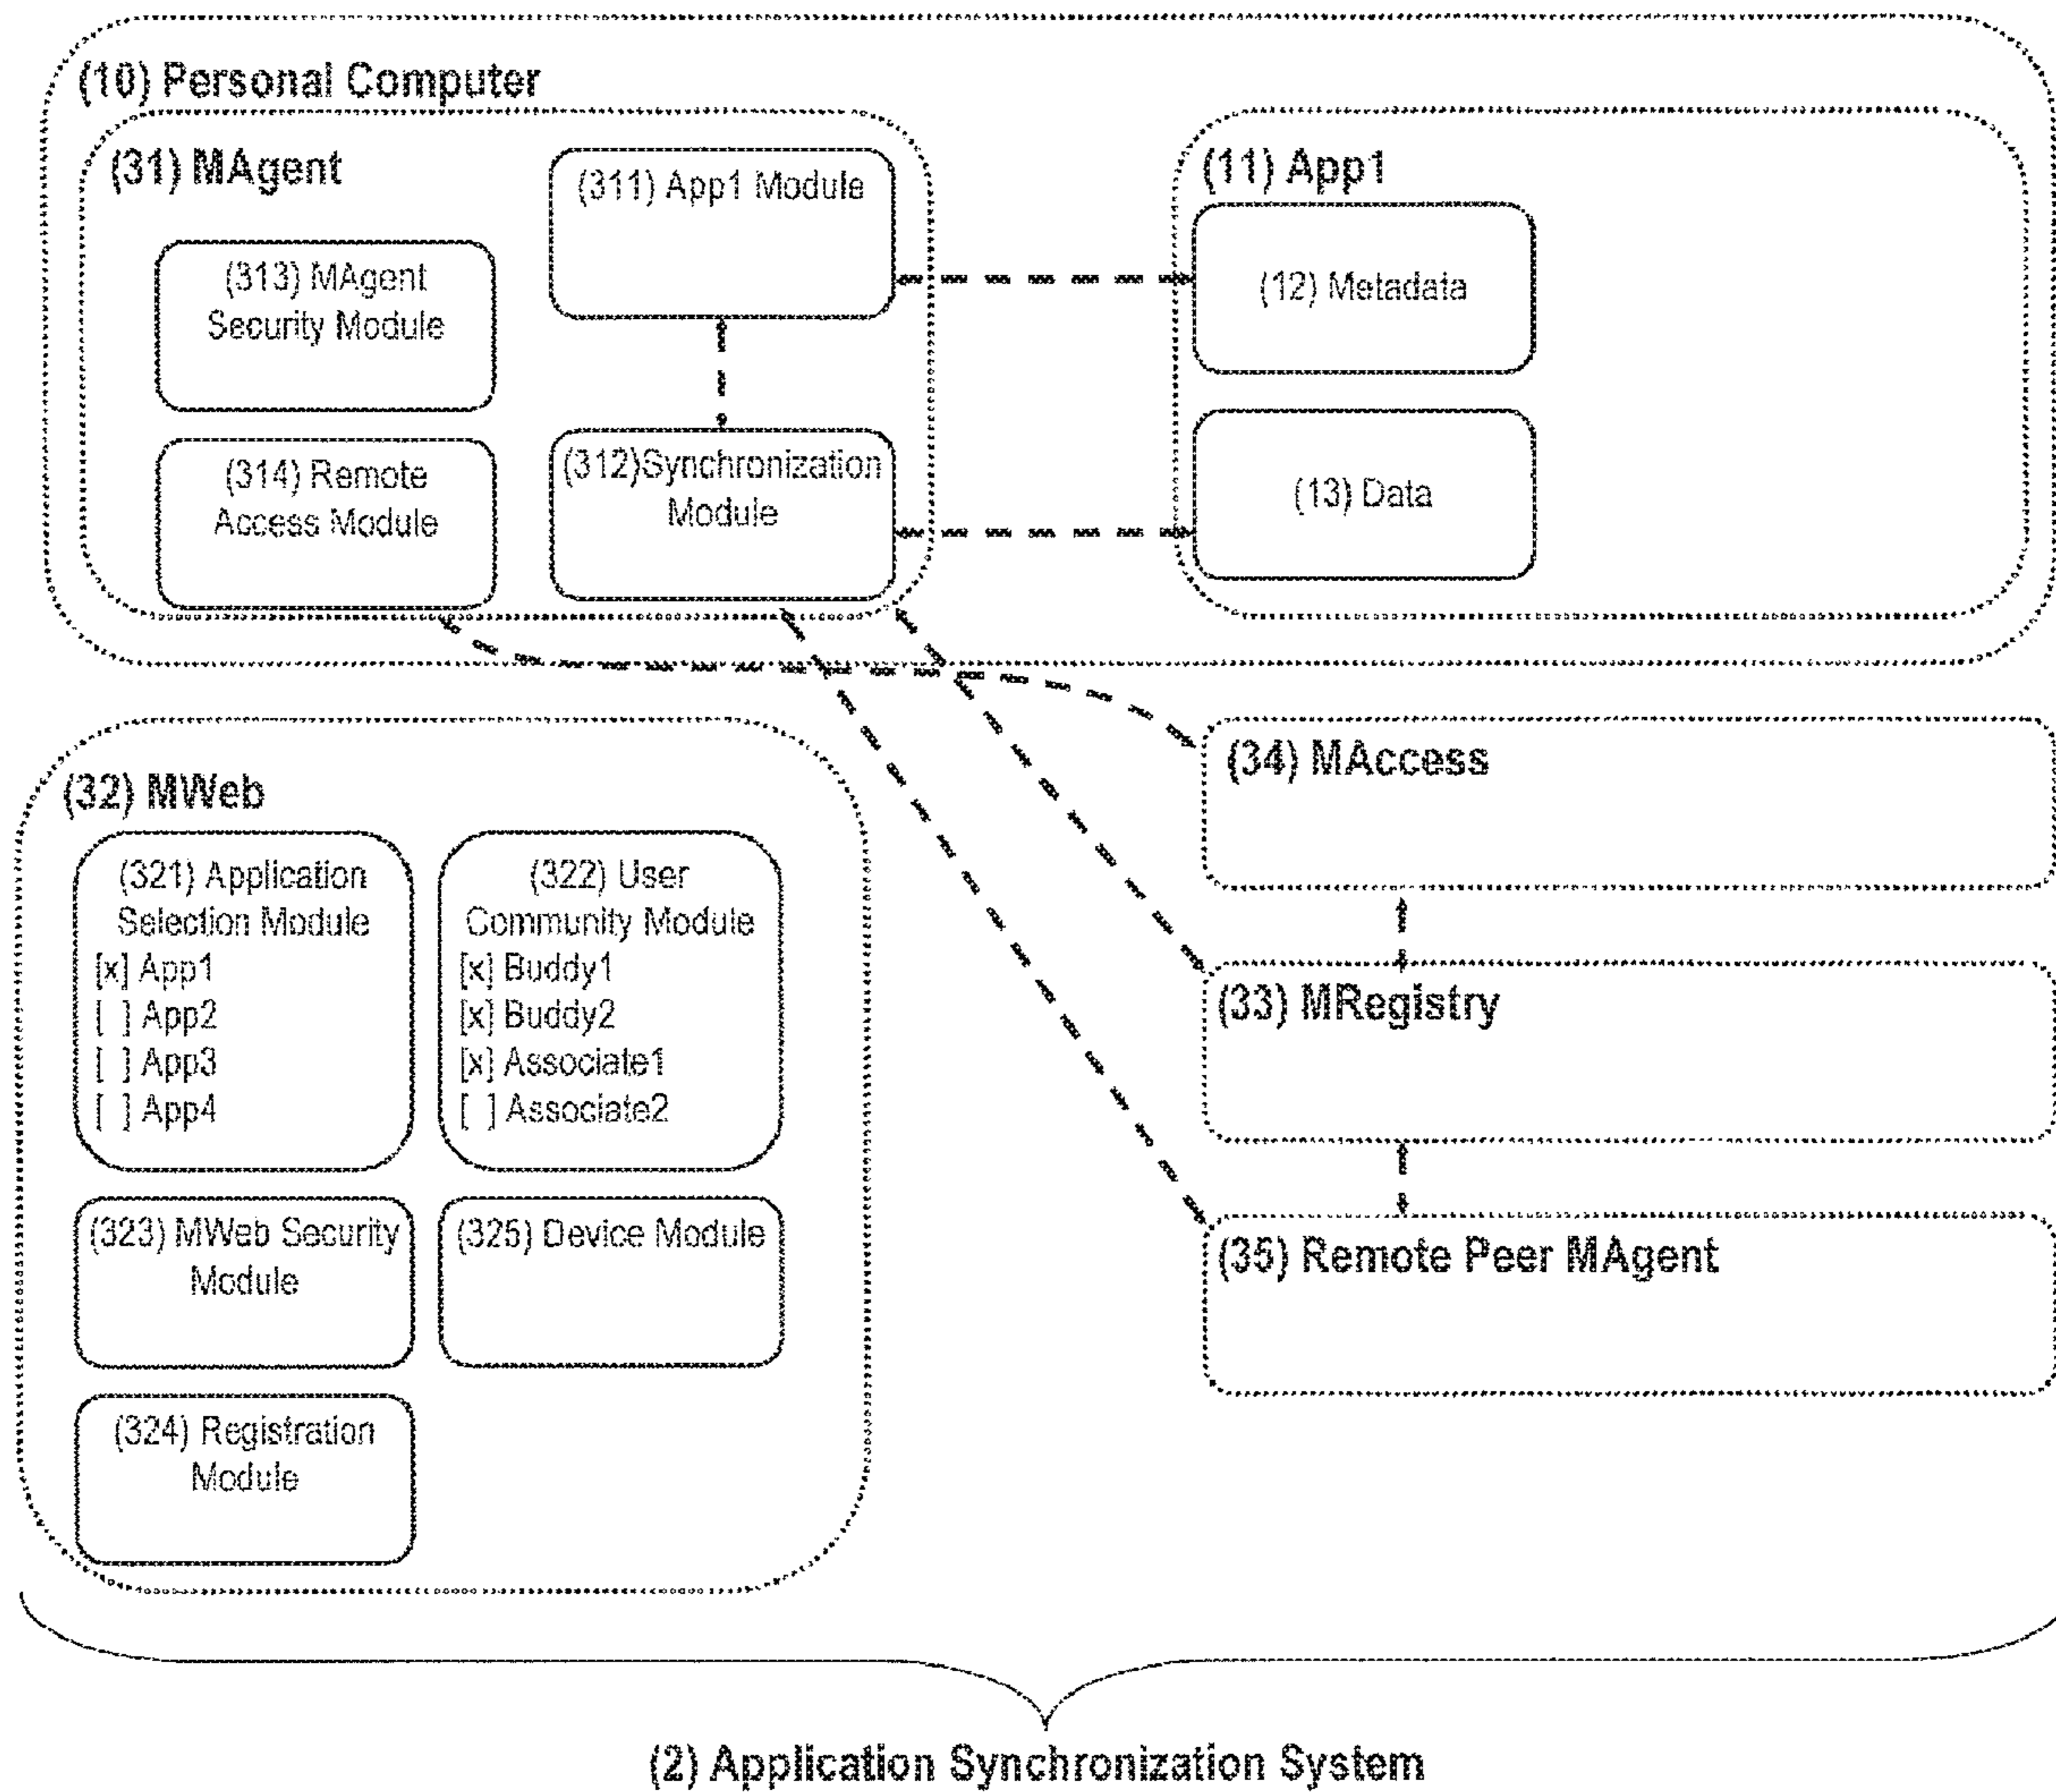 (10) Personal Computer
(31) MAgent
(311) App1 Module
(313) MAgent
Security Module
(314) Remote
Access Module
(312)Synchronization
Module
(11) App1
(12) Metadata
(13) Data
(32) MWeb
(321) Application
Selection Module
[x] App1
[ ] App2
[ ] App3
[ ] App4
(322) User
Community Module
[x] Buddy1
[x] Buddy2
[x] Associate1
[ ] Associate2
(323) MWeb Security
Module
(325) Device Module
(324) Registration
Module
(34) MAccess
(33) MRegistry
(35) Remote Peer MAgent
(2) Application Synchronization System